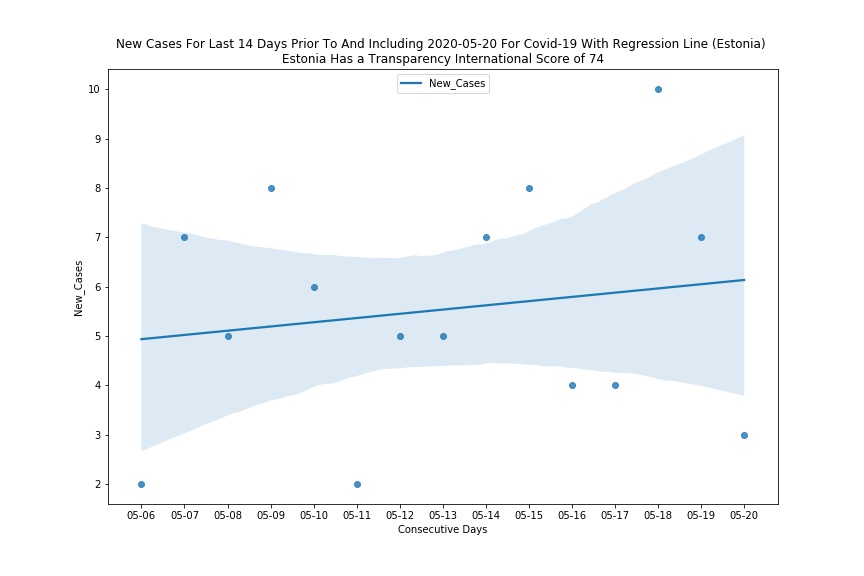 New Cases For Last 14 Days Prior To And Including 2020-05-20 For Covid-19 With Regression Line (Estonia)
Estonia Has a Transparency International Score of 74
New_Cases
10
9
8
7
6
5
4
3
2
New_Cases
05-06 05-07 05-08 05-09 05-10 05-11 05-12 05-13 05-14 05-15 05-16 05-17 05-18 05-19 05-20
Consecutive Days